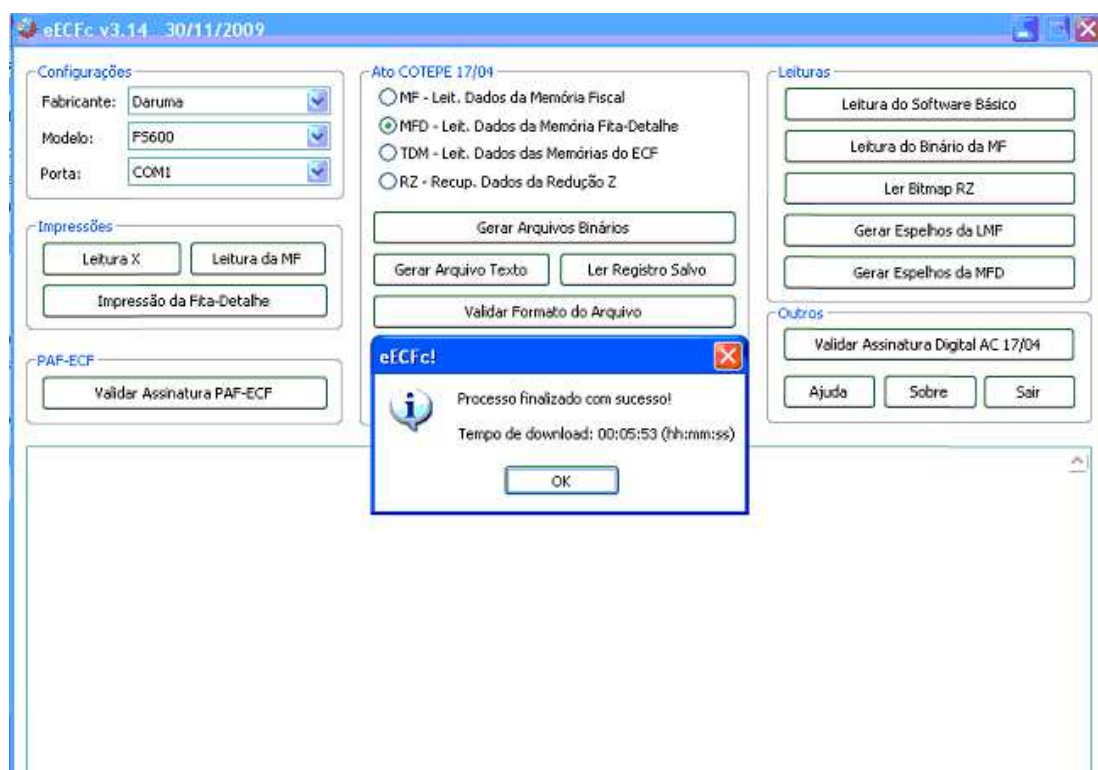 eECFc v3.14 30/11/2009
Configurações
Fabricante: Daruma
Modelo: FS600
Porta: COM1
Impressões
Leitura X
Leitura da MF
Impressão da Fita-Detalhe
PAF-ECF
Validar Assinatura PAF-ECF
Ato COTEPE 17/04
MF - Leit. Dados da Memória Fiscal
MFD - Leit. Dados da Memória Fita-Detalhe
TDM - Leit. Dados das Memórias do ECF
RZ - Recup. Dados da Redução Z
Gerar Arquivos Binários
Gerar Arquivo Texto
Ler Registro Salvo
Validar Formato do Arquivo
Leituras
Leitura do Software Básico
Leitura do Binário da MF
Ler Bitmap RZ
Gerar Espelhos da LMF
Gerar Espelhos da MFD
Outros
Validar Assinatura Digital AC 17/04
Ajuda
Sobre
Sair
eECFc!
Processo finalizado com sucesso!
Tempo de download: 00:05:53 (hh:mm:ss)
OK